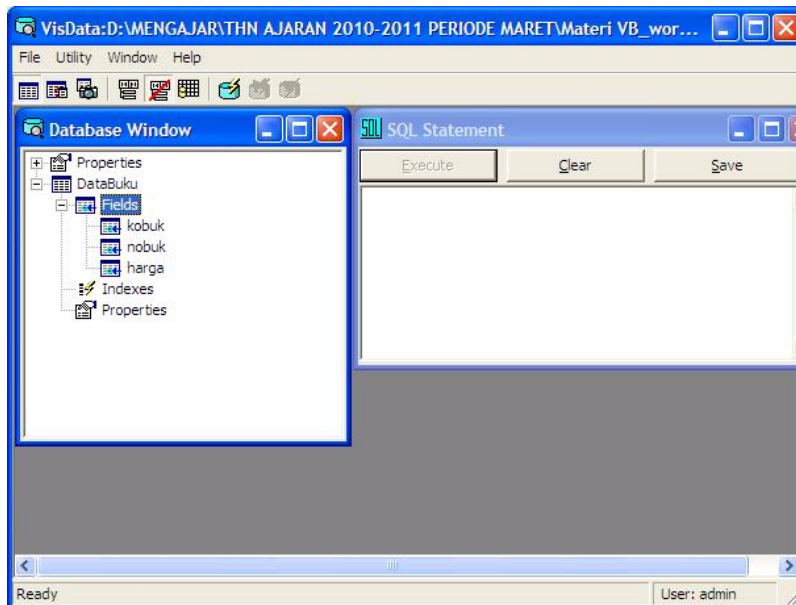 VisData:D:\MENGAJAR\THN AJARAN 2010-2011 PERIODE MARET\Materi VB_wor...
File Utility Window Help
Database Window
Properties
DataBuku
Fields
kobuk
nobuk
harga
Indexes
Properties
SQL SQL Statement
Execute Clear Save
Ready User: admin